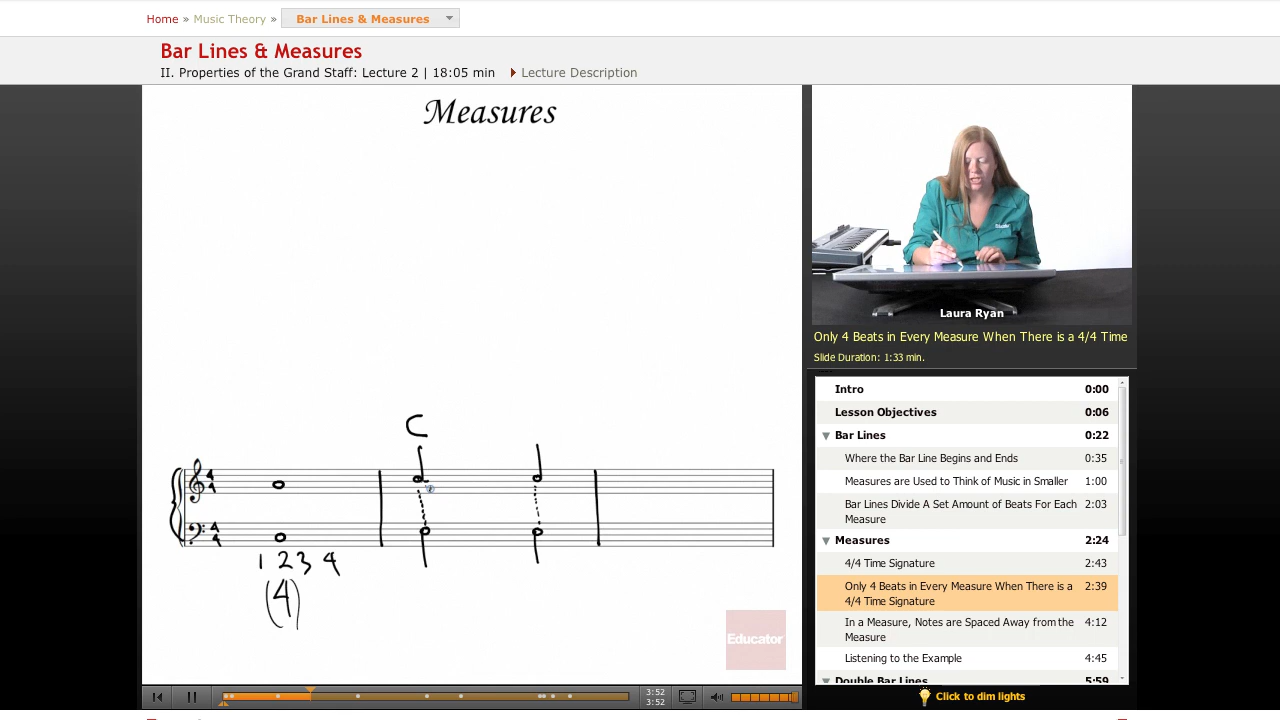 Home » Music Theory » Bar Lines & Measures
Bar Lines & Measures
II. Properties of the Grand Staff: Lecture 2 | 18:05 min Lecture Description
Measures
C
4
4
4
4
1 2 3 4
(4)
Educator
Laura Ryan
Only 4 Beats in Every Measure When There is a 4/4 Time
Slide Duration: 1:33 min.
Intro 0:00
Lesson Objectives 0:06
Bar Lines 0:22
Where the Bar Line Begins and Ends 0:35
Measures are Used to Think of Music in Smaller 1:00
Bar Lines Divide A Set Amount of Beats For Each 2:03
Measure
Measures 2:24
4/4 Time Signature 2:43
Only 4 Beats in Every Measure When There is a 2:39
4/4 Time Signature
In a Measure, Notes are Spaced Away from the 4:12
Measure
Listening to the Example 4:45
Double Bar Lines 5:59
3:52
3:52
Click to dim lights